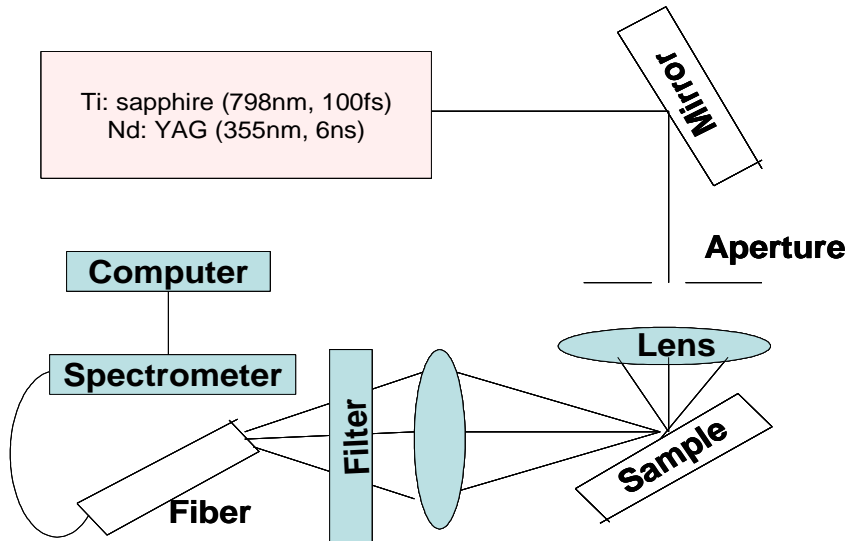 Ti: sapphire (798nm, 100fs)
Nd: YAG (355nm, 6ns)
Mirror
Aperture
Computer
Lens
Spectrometer
Filter
Sample
Fiber